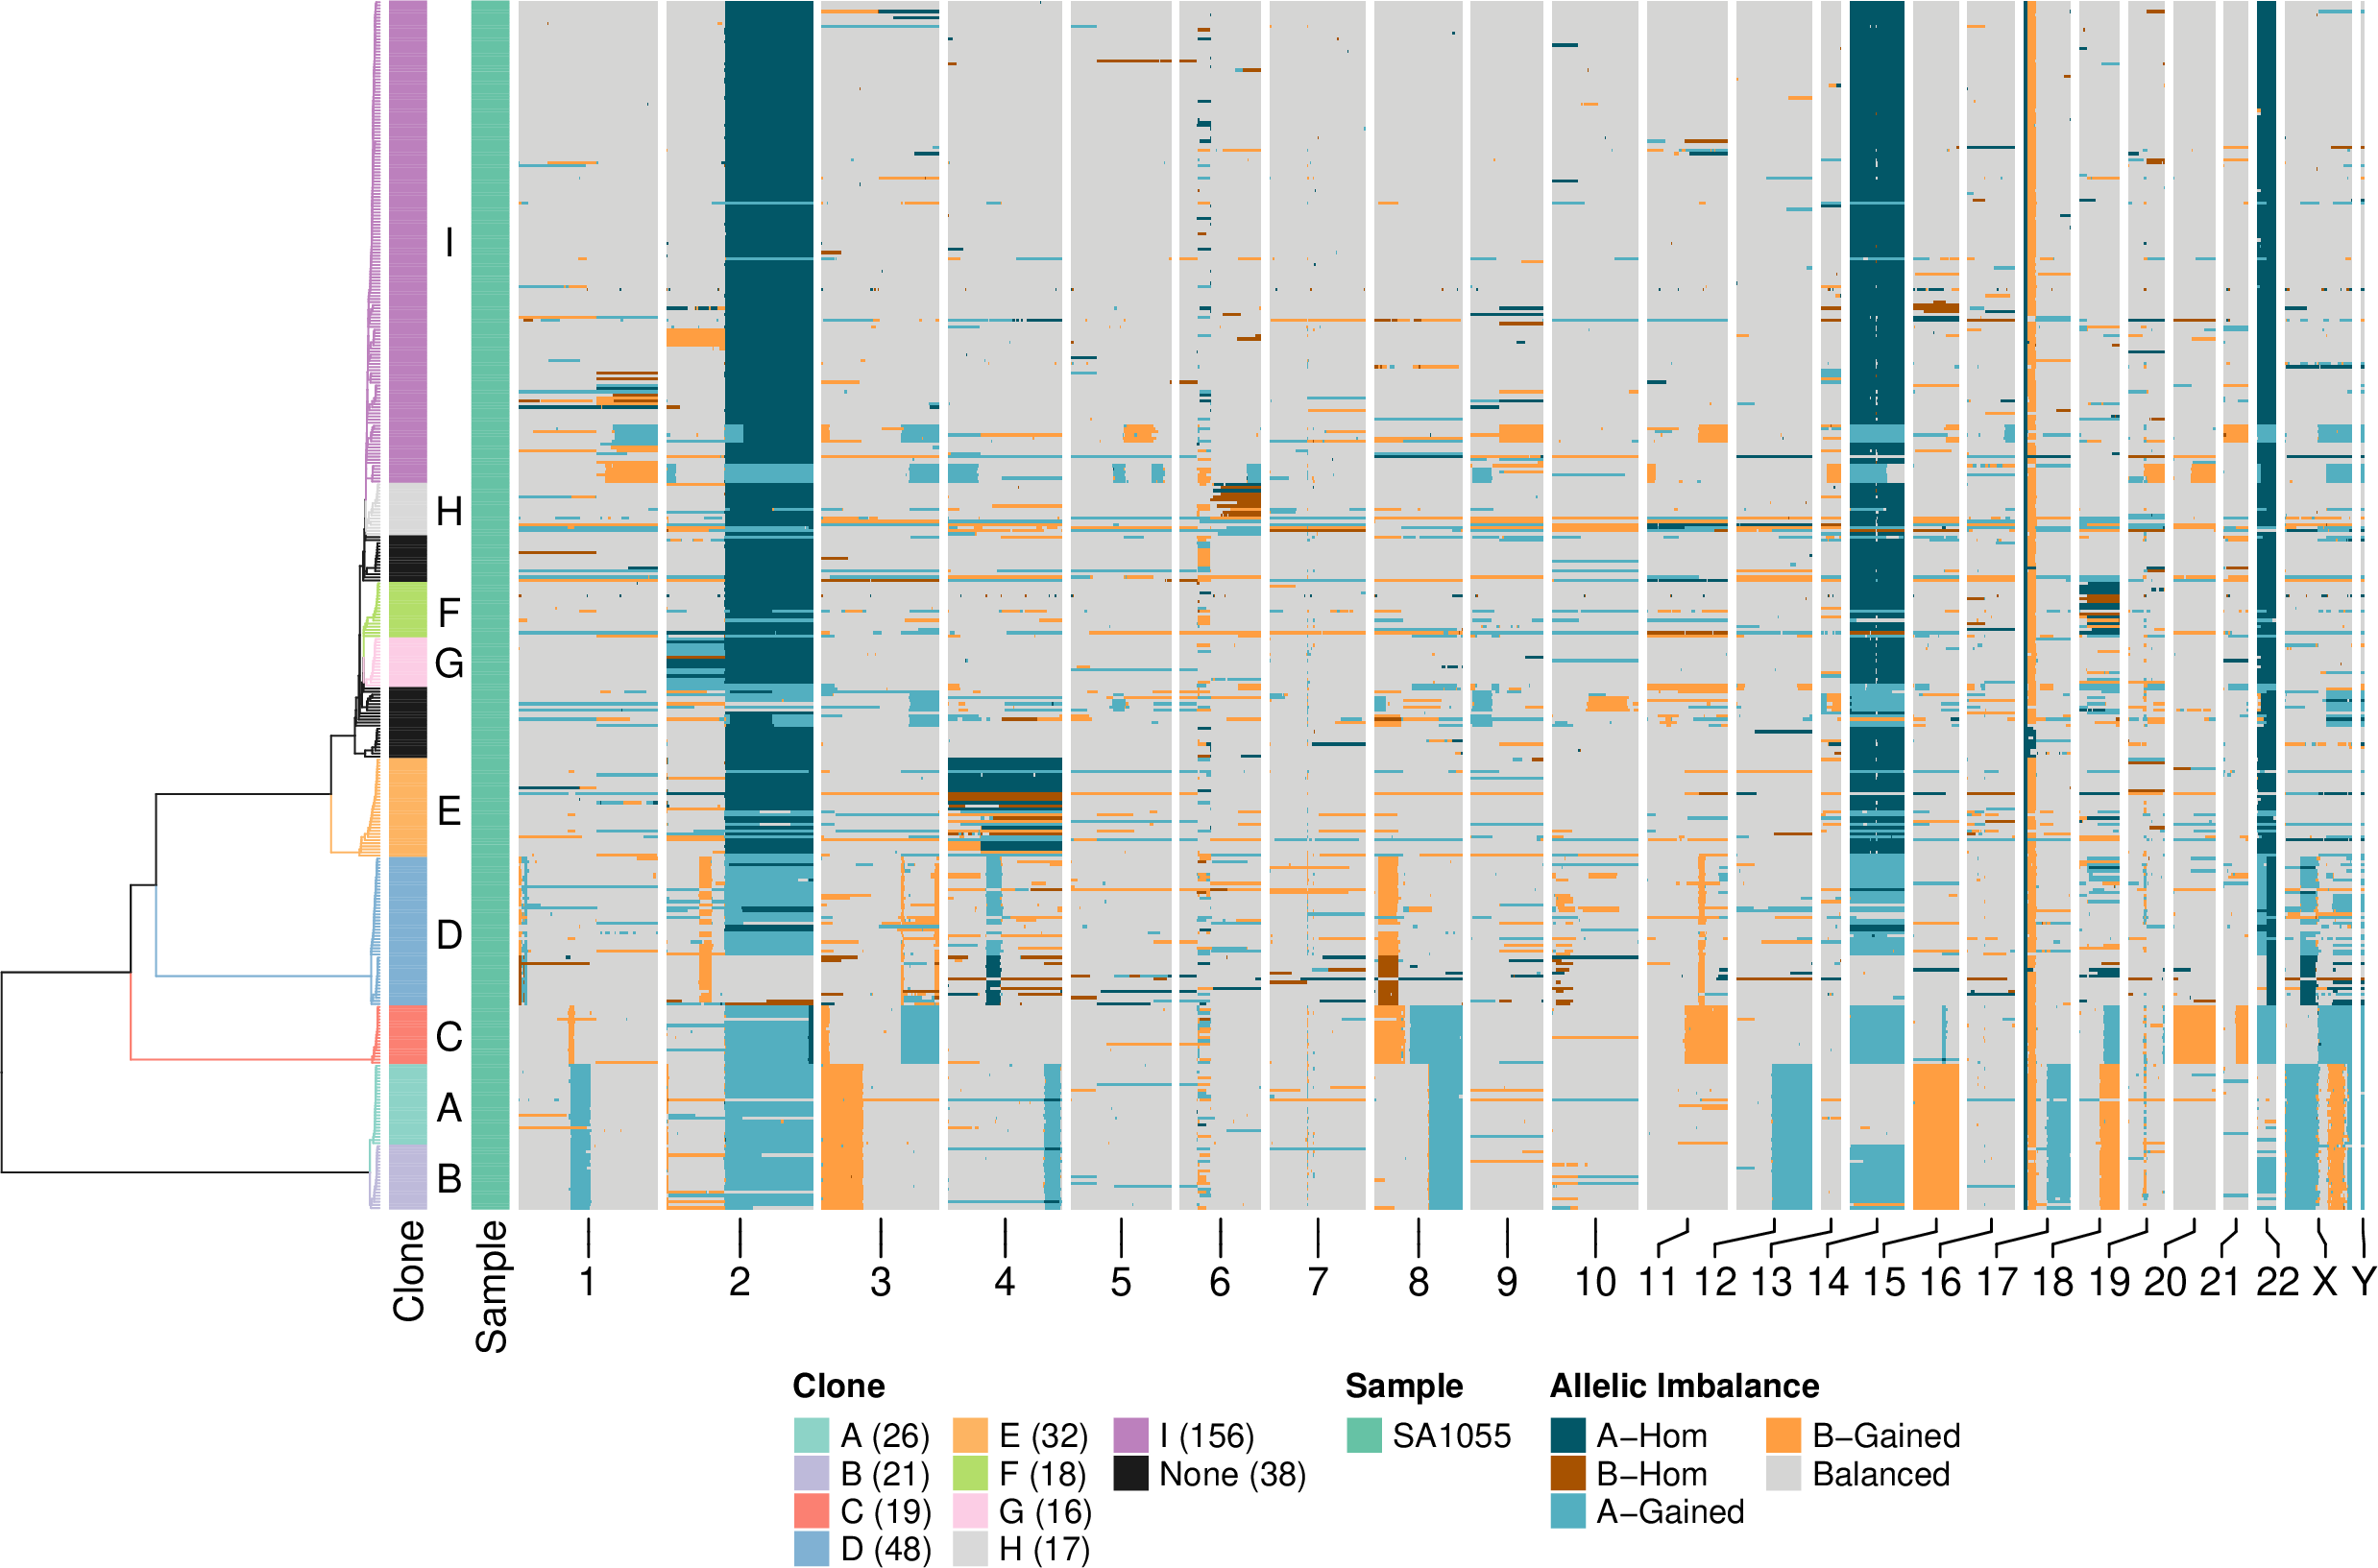 I
H
F
G
E
D
C
A
B
Clone
Sample
1 2 3 4 5 6 7 8 9 10 11 12 13 14 15 16 17 18 19 20 21 22 X Y
Clone Sample Allelic Imbalance
A (26) E (32) I (156) SA1055 A−Hom B−Gained
B (21) F (18) None (38) B−Hom Balanced
C (19) G (16) A−Gained
D (48) H (17)